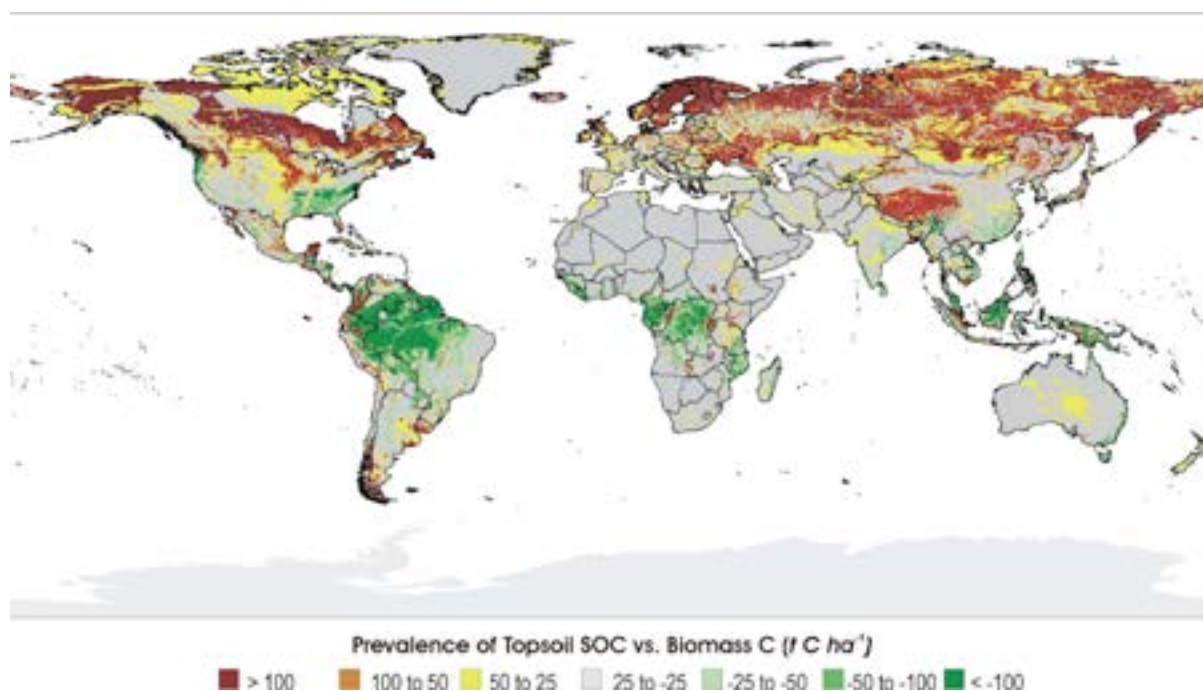 Prevalence of Topsoil SOC vs. Biomass C (t C ha⁻¹)
> 100 100 to 50 50 to 25 25 to -25 -25 to -50 -50 to -100 < -100